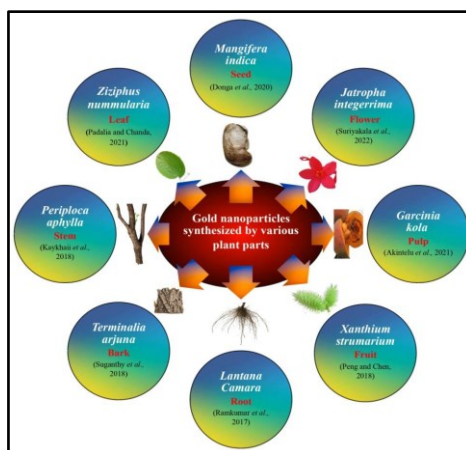 Mangifera
indica
Seed
(Donga et al., 2020)
Jatropha
integerrima
Flower
(Suriyakala et al.,
2022)
Garcinia
kola
Pulp
(Akintelu et al., 2021)
Xanthium
strumarium
Fruit
(Peng and Chen,
2018)
Lantana
Camara
Root
(Ramkumar et al.,
2017)
Terminalia
arjuna
Bark
(Suganthy et al.,
2018)
Periploca
aphylla
Stem
(Kaykhaii et al.,
2018)
Ziziphus
nummularia
Leaf
(Padalia and Chanda,
2021)
Gold nanoparticles
synthesized by various
plant parts